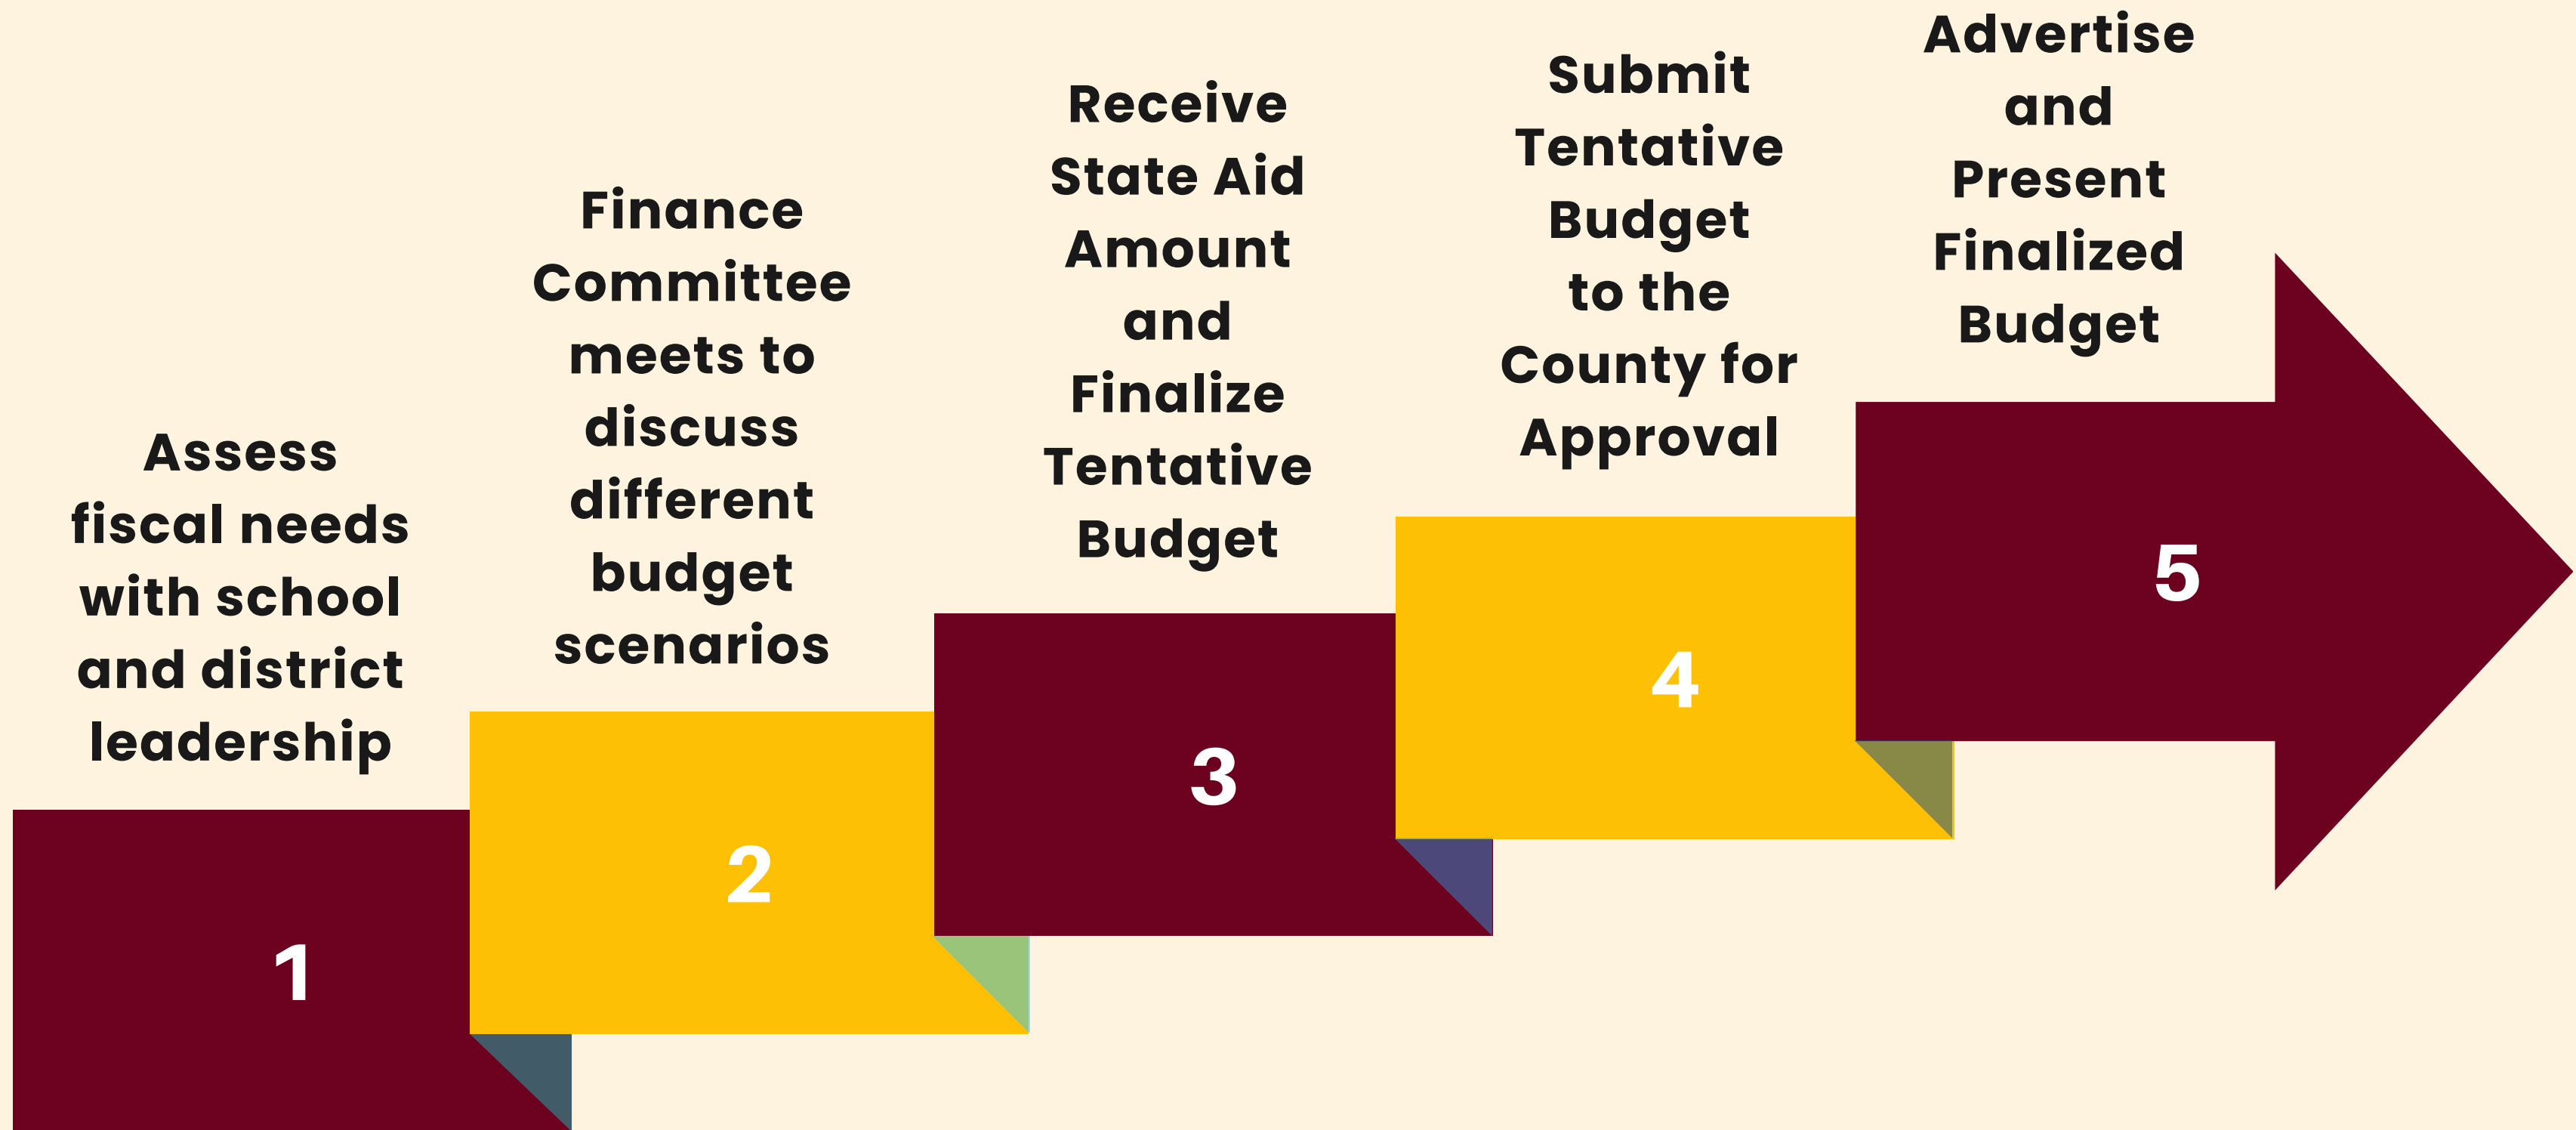 Assess
fiscal needs
with school
and district
leadership
1
Finance
Committee
meets to
discuss
different
budget
scenarios
2
Receive
State Aid
Amount
and
Finalize
Tentative
Budget
3
Submit
Tentative
Budget
to the
County for
Approval
4
Advertise
and
Present
Finalized
Budget
5